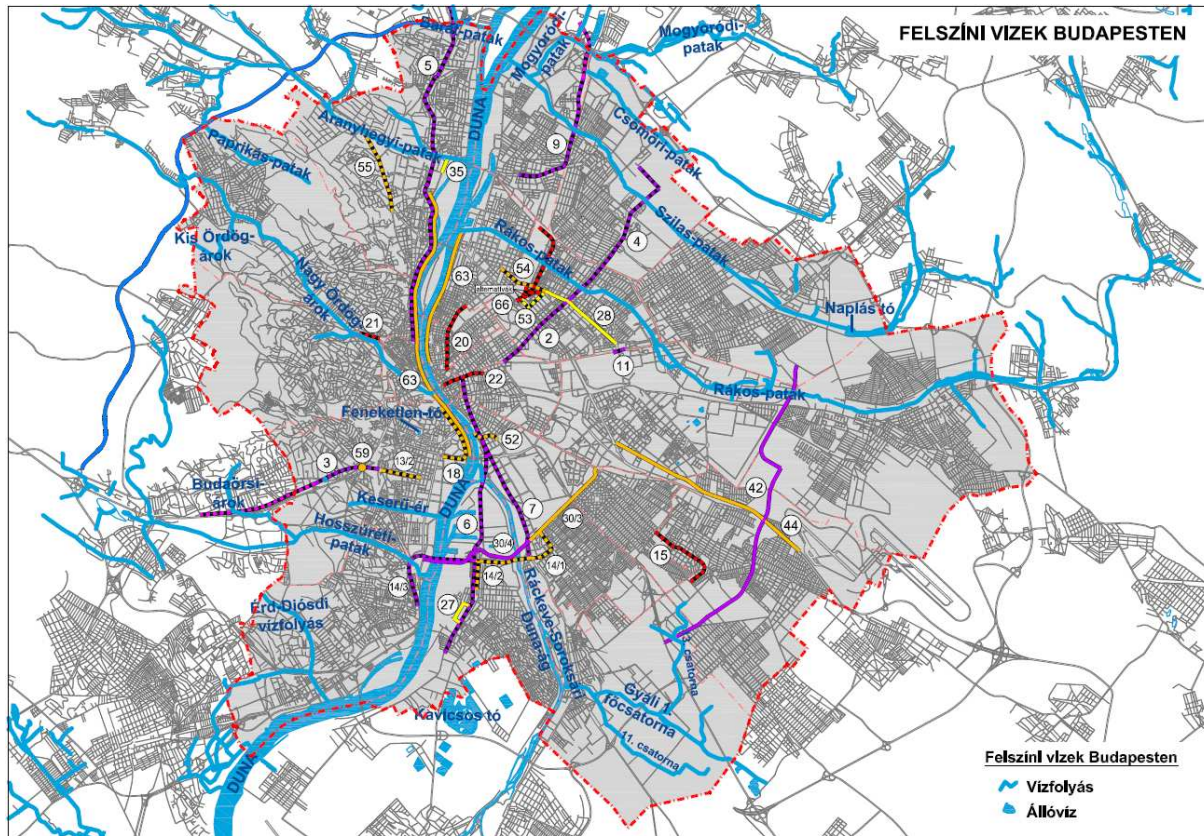 FELSZÍNI VIZEK BUDAPESTEN
Barát-patak
Mogyoródi-
patak
Mogyoródi-
patak
5
DUNA
Csömöri-patak
9
Aranyhegyi-patak
Paprikás-patak
55
35
Szilas-patak
4
Rákos-patak
Kis Ördög-
árok
Nagy Ördög-
árok
63
54
alternatívák
66
53
28
Naplás tó
21
20
2
11
22
63
Rákos-patak
Feneketlen-tó
52
59
3
13/2
18
42
Budaörsi-
árok
Keserű-ér
DUNA
6
7
30/3
44
Hosszúréti-
patak
30/4
14/1
15
14/3
14/2
27
Ráckeve-Soroksári
Duna-ág
Érd-Diósdi
vízfolyás
3. csatorna
Gyáli 1.
főcsatorna
11. csatorna
Kavicsos tó
DUNA
Felszíni vizek Budapesten
Vízfolyás
Állóvíz